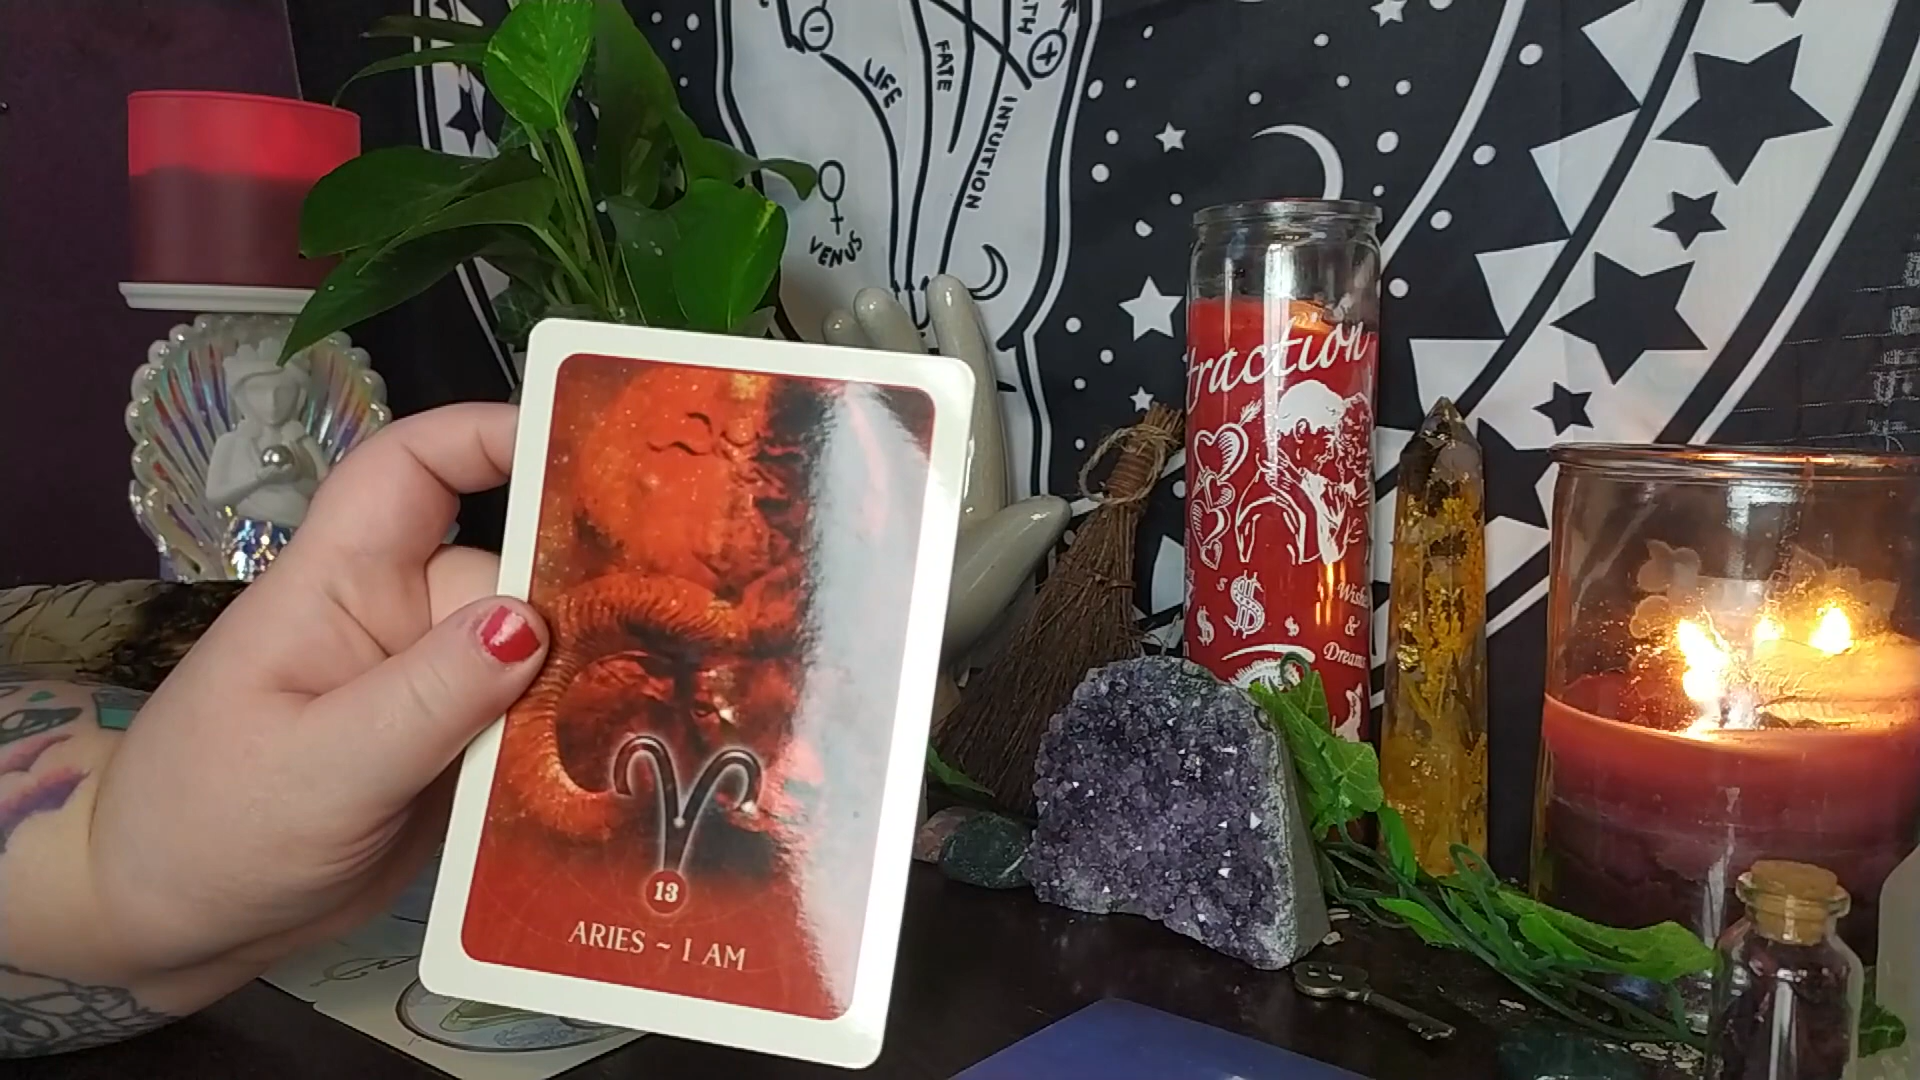 LIFE
FATE
INTUITION
VENUS
traction
$
$
$
Wishes
&
Dreams
13
ARIES ~ I AM